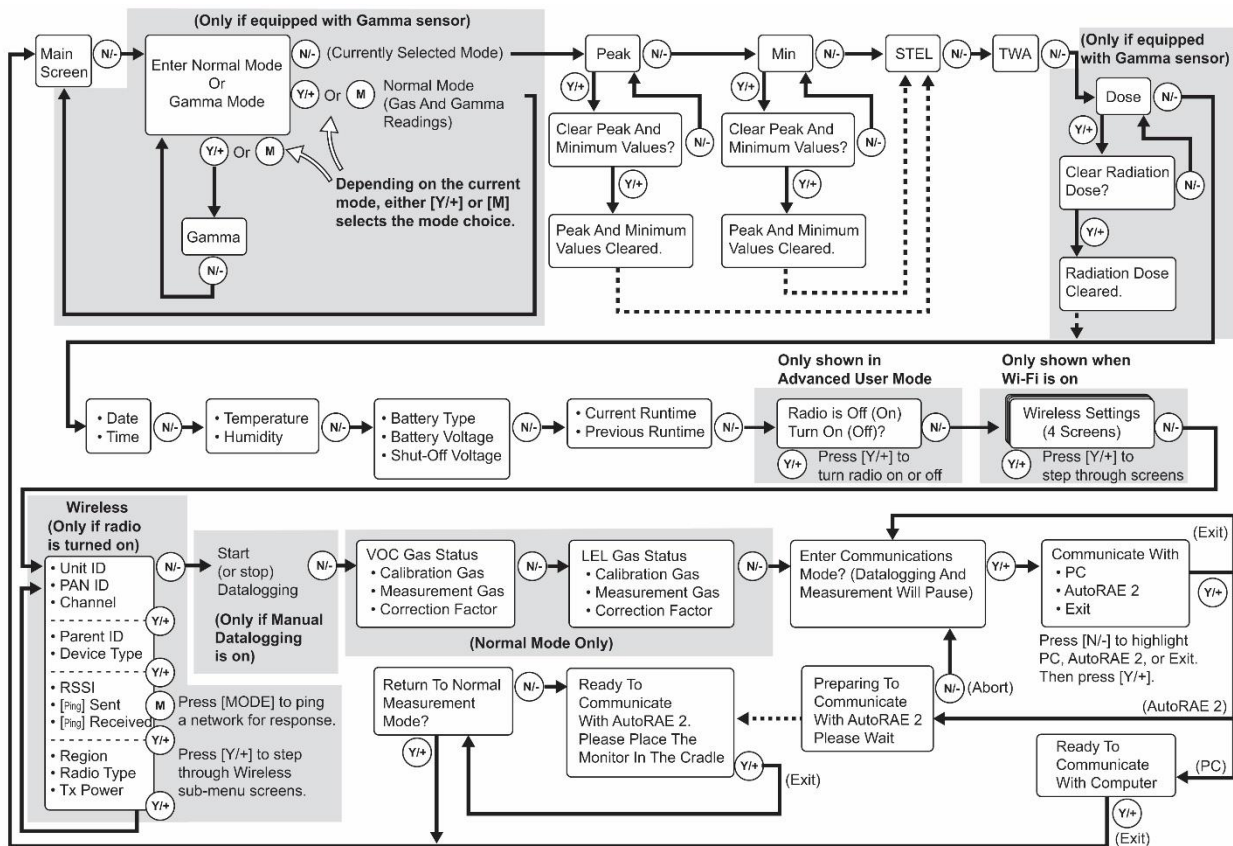 (Only if equipped with Gamma sensor)
Main
Screen
N/-
Enter Normal Mode
Or
Gamma Mode
N/-
(Currently Selected Mode)
Y/+ Or M
Normal Mode
(Gas And Gamma
Readings)
Y/+ Or M
Depending on the current
mode, either [Y/+] or [M]
selects the mode choice.
Gamma
N/-
Peak
N/-
Y/+
Clear Peak And
Minimum Values?
N/-
Y/+
Peak And Minimum
Values Cleared.
Min
N/-
Y/+
Clear Peak And
Minimum Values?
N/-
Y/+
Peak And Minimum
Values Cleared.
STEL
N/-
TWA
N/-
(Only if equipped
with Gamma sensor)
Dose
N/-
Y/+
Clear Radiation
Dose?
N/-
Y/+
Radiation Dose
Cleared.
• Date
• Time
N/-
• Temperature
• Humidity
N/-
• Battery Type
• Battery Voltage
• Shut-Off Voltage
N/-
• Current Runtime
• Previous Runtime
N/-
Only shown in
Advanced User Mode
Radio is Off (On)
Turn On (Off)?
N/-
Y/+
Press [Y/+] to
turn radio on or off
Only shown when
Wi-Fi is on
Wireless Settings
(4 Screens)
N/-
Y/+
Press [Y/+] to
step through screens
Wireless
(Only if radio
is turned on)
• Unit ID
• PAN ID
• Channel
N/-
Y/+
• Parent ID
• Device Type
Y/+
• RSSI
• [Ping] Sent
• [Ping] Received
M
Press [MODE] to ping
a network for response.
Y/+
• Region
• Radio Type
• Tx Power
Press [Y/+] to step
through Wireless
sub-menu screens.
Y/+
Start
(or stop)
Datalogging
N/-
(Only if Manual
Datalogging
is on)
VOC Gas Status
• Calibration Gas
• Measurement Gas
• Correction Factor
N/-
LEL Gas Status
• Calibration Gas
• Measurement Gas
• Correction Factor
N/-
(Normal Mode Only)
Enter Communications
Mode? (Datalogging And
Measurement Will Pause)
Y/+
Communicate With
• PC
• AutoRAE 2
• Exit
(Exit)
Y/+
Press [N/-] to highlight
PC, AutoRAE 2, or Exit.
Then press [Y/+].
(AutoRAE 2)
(PC)
Return To Normal
Measurement
Mode?
N/-
Y/+
Ready To
Communicate
With AutoRAE 2.
Please Place The
Monitor In The Cradle
Y/+
(Exit)
Preparing To
Communicate
With AutoRAE 2
Please Wait
N/-
(Abort)
Ready To
Communicate
With Computer
Y/+
(Exit)